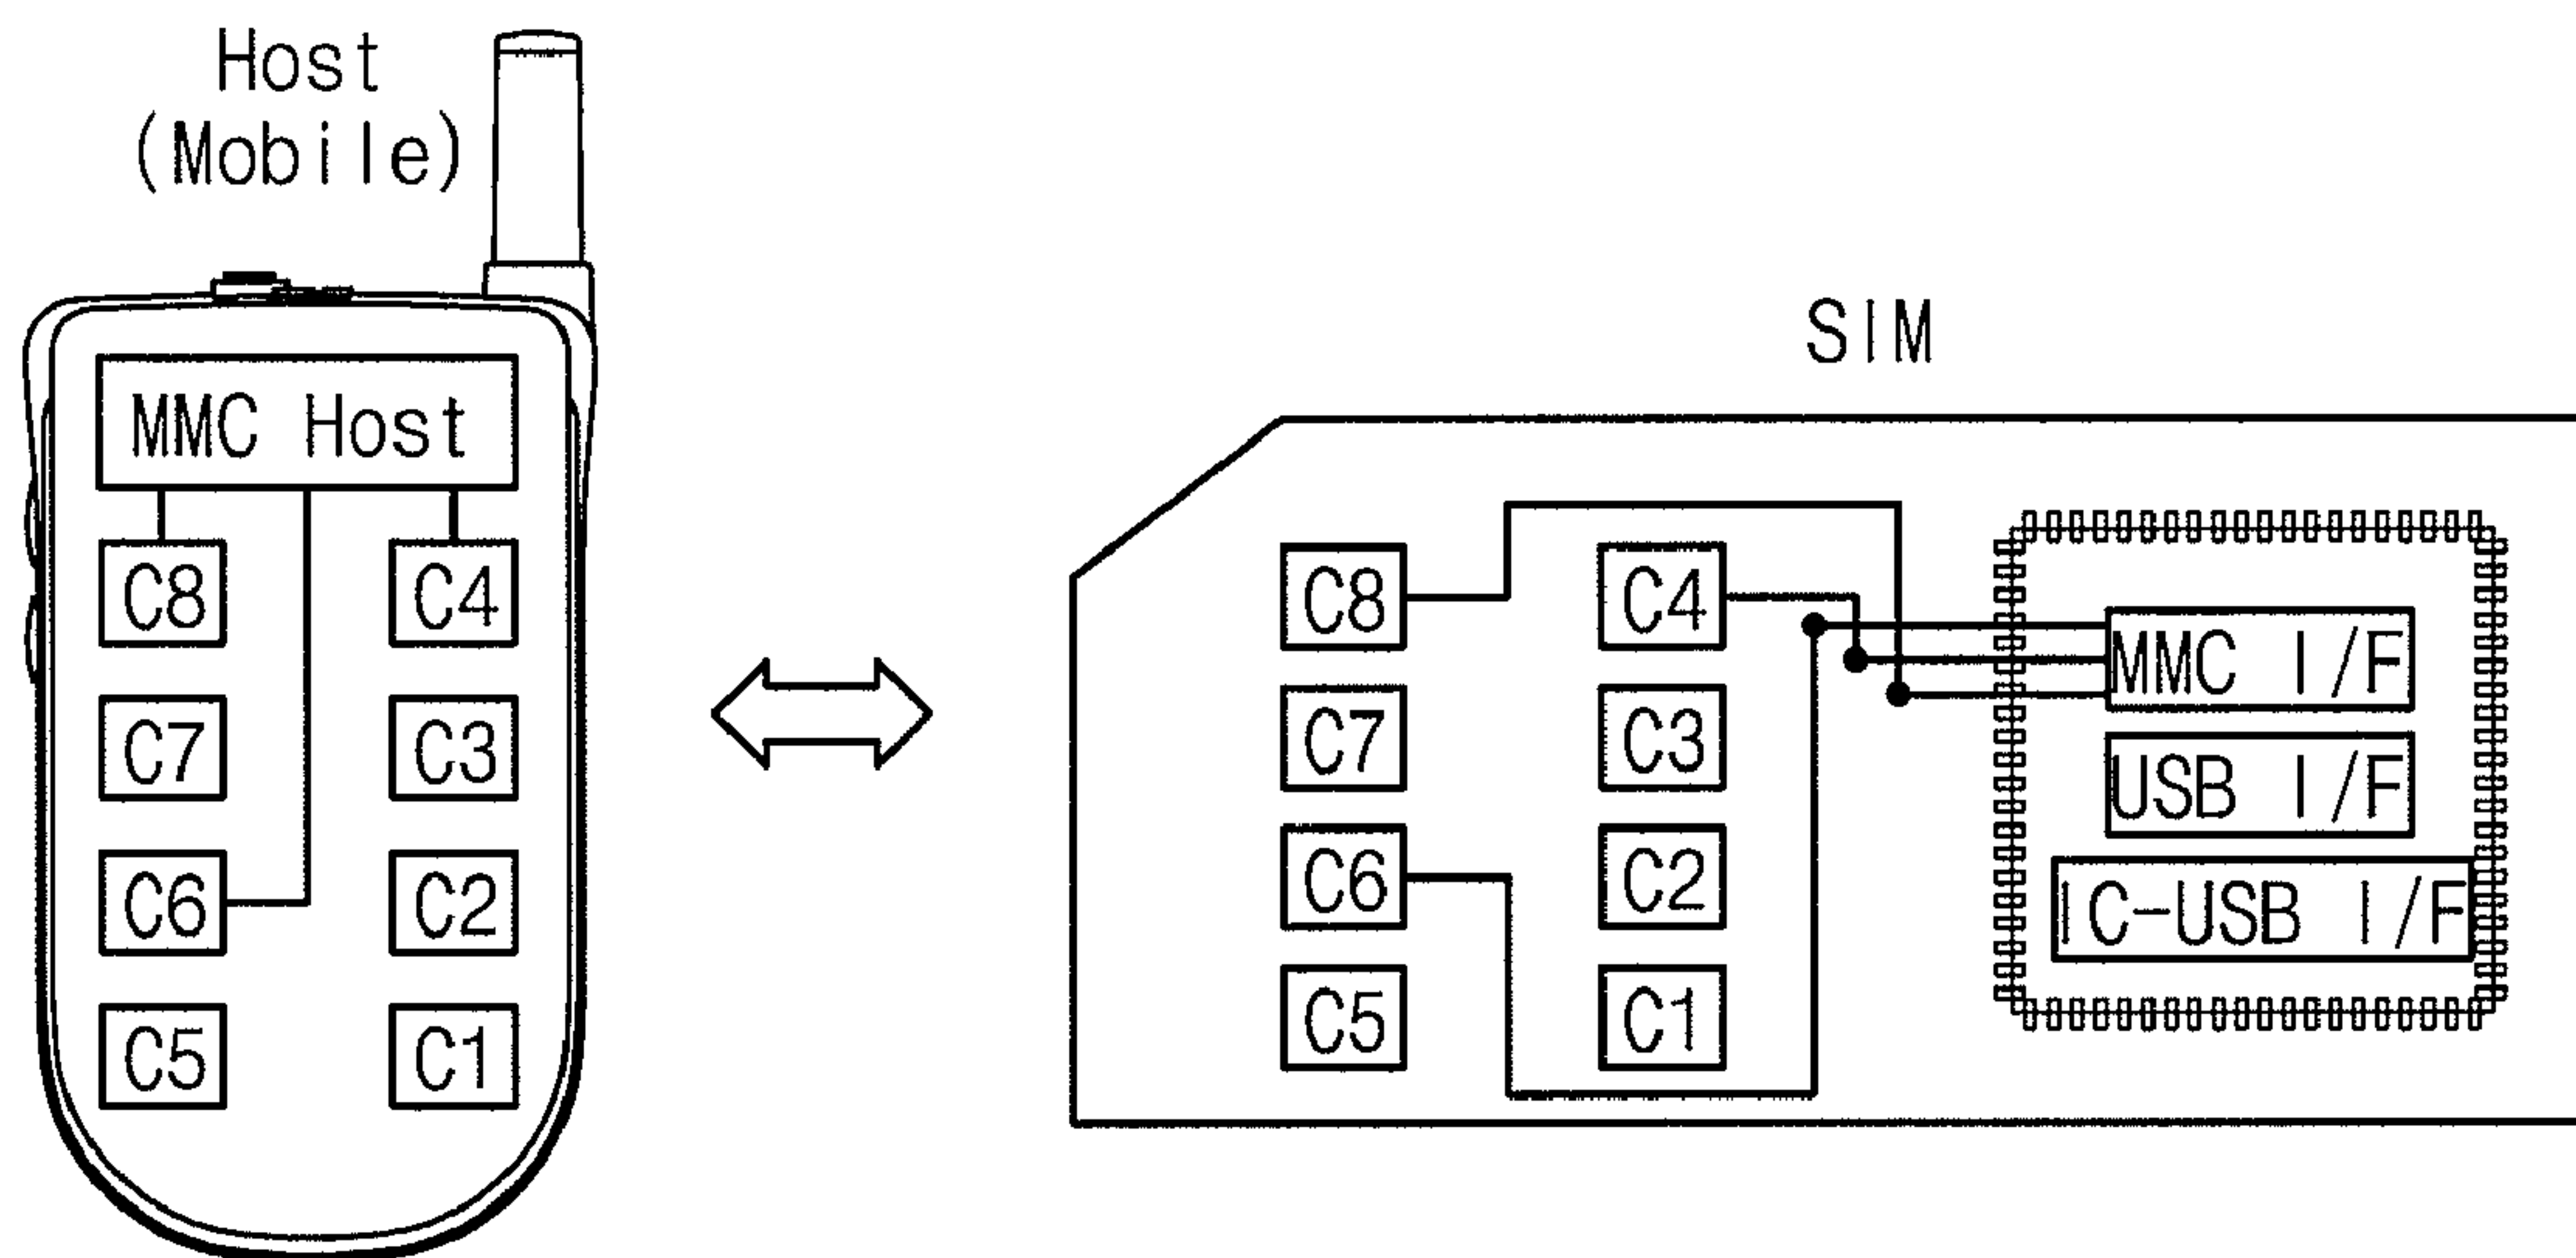 Host
(Mobile)
MMC Host
C8 C4
C7 C3
C6 C2
C5 C1
SIM
C8 C4
C7 C3
C6 C2
C5 C1
MMC I/F
USB I/F
IC-USB I/F